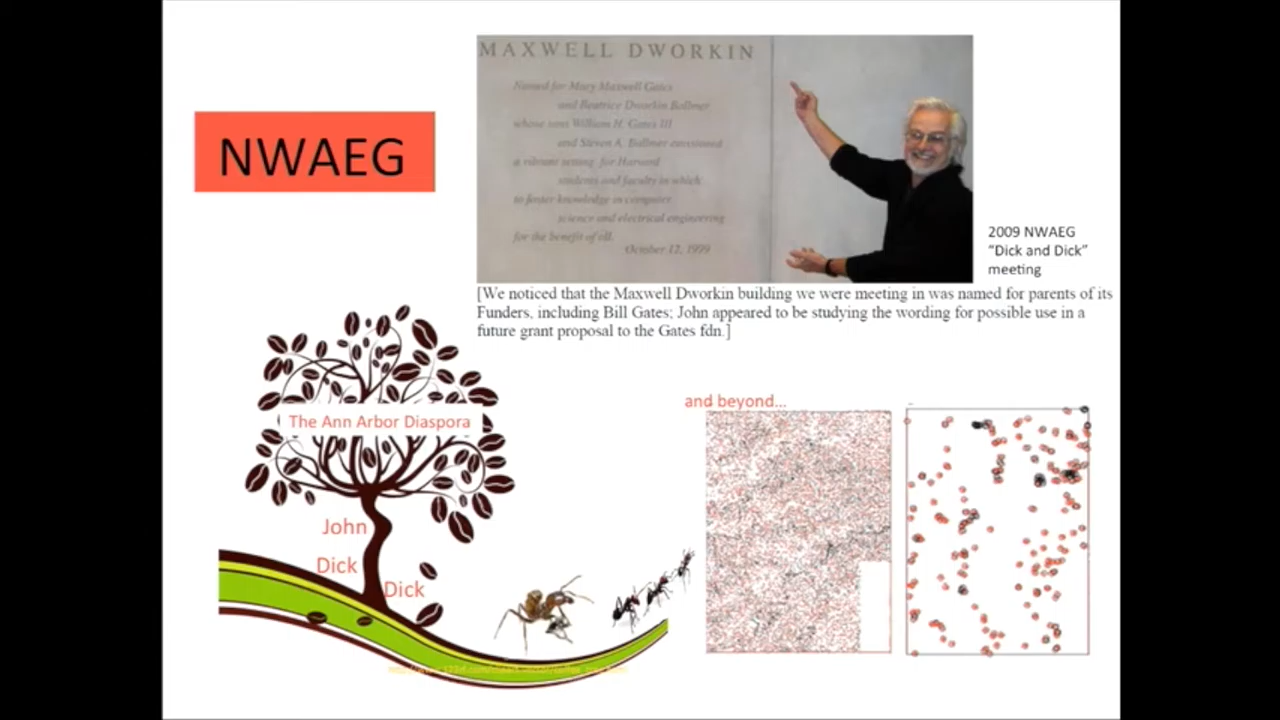 NWAEG
MAXWELL DWORKIN
Named for Mary Maxwell Gates
and Beatrice Dworkin Ballmer
whose sons William H. Gates III
and Steven A. Ballmer envisioned
a vibrant setting for Harvard
students and faculty in which
to foster knowledge in computer
science and electrical engineering
for the benefit of all.
October 12, 1999
2009 NWAEG
“Dick and Dick”
meeting
[We noticed that the Maxwell Dworkin building we were meeting in was named for parents of its
Funders, including Bill Gates; John appeared to be studying the wording for possible use in a
future grant proposal to the Gates fdn.]
The Ann Arbor Diaspora
John
Dick
Dick
and beyond...